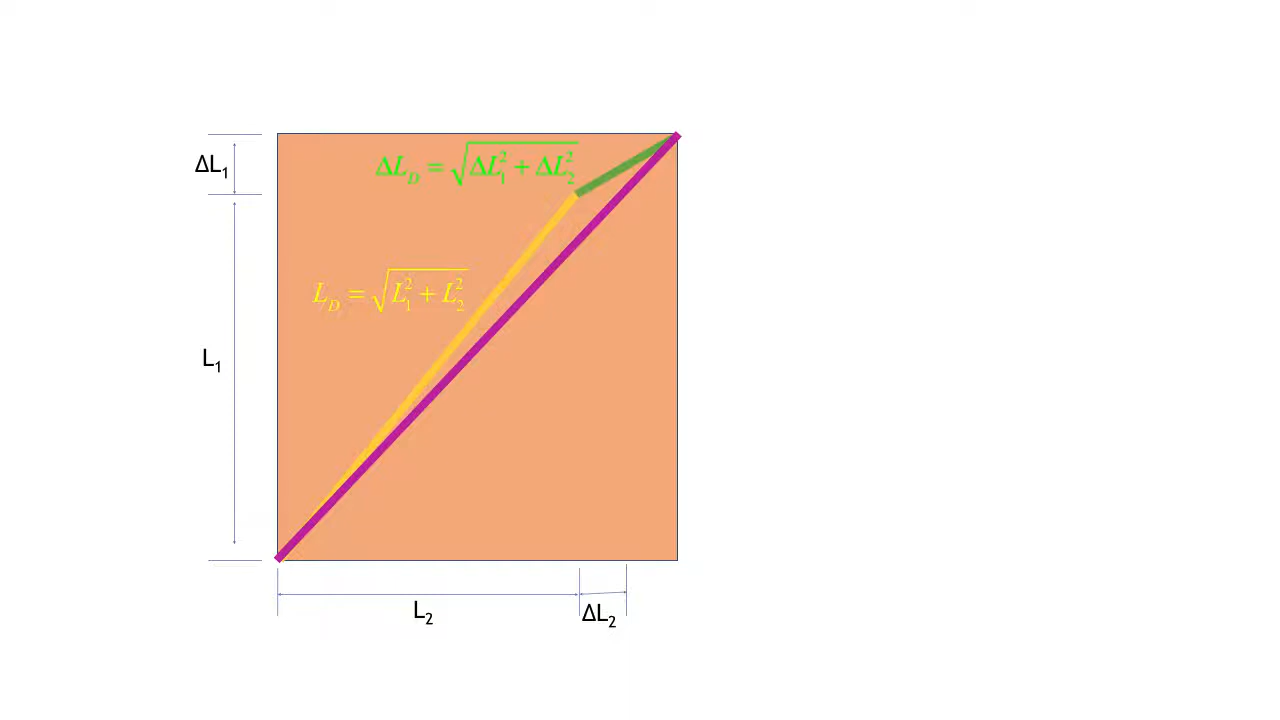 ΔL₁
ΔL_D = √(ΔL₁² + ΔL₂²)
L_D = √(L₁² + L₂²)
L₁
L₂
ΔL₂